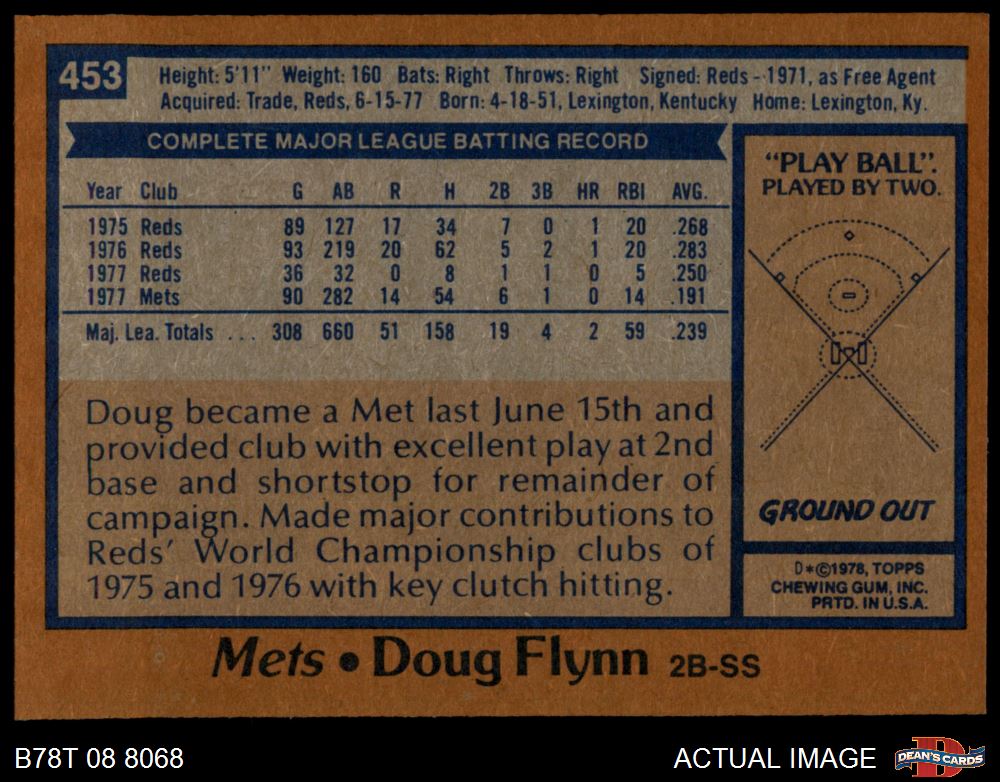 453
Height: 5'11" Weight: 160 Bats: Right Throws: Right Signed: Reds - 1971, as Free Agent
Acquired: Trade, Reds, 6-15-77 Born: 4-18-51, Lexington, Kentucky Home: Lexington, Ky.
COMPLETE MAJOR LEAGUE BATTING RECORD
Year Club G AB R H 2B 3B HR RBI AVG.
1975 Reds 89 127 17 34 7 0 1 20 .268
1976 Reds 93 219 20 62 5 2 1 20 .283
1977 Reds 36 32 0 8 1 1 0 5 .250
1977 Mets 90 282 14 54 6 1 0 14 .191
Maj. Lea. Totals ... 308 660 51 158 19 4 2 59 .239
Doug became a Met last June 15th and
provided club with excellent play at 2nd
base and shortstop for remainder of
campaign. Made major contributions to
Reds' World Championship clubs of
1975 and 1976 with key clutch hitting.
"PLAY BALL".
PLAYED BY TWO.
GROUND OUT
D*©1978, TOPPS
CHEWING GUM, INC.
PRTD. IN U.S.A.
Mets • Doug Flynn 2B-SS
B78T 08 8068
ACTUAL IMAGE
D
DEAN'S CARDS